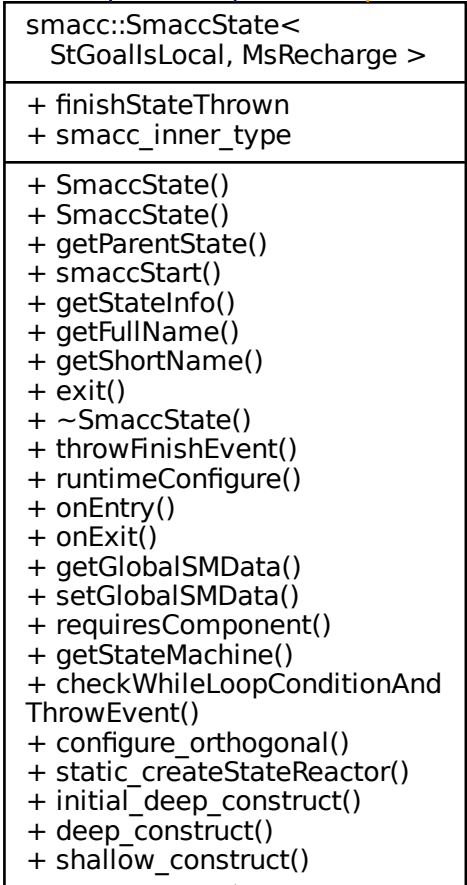 smacc::SmaccState<
StGoalIsLocal, MsRecharge >
+ finishStateThrown
+ smacc_inner_type
+ SmaccState()
+ SmaccState()
+ getParentState()
+ smaccStart()
+ getStateInfo()
+ getFullName()
+ getShortName()
+ exit()
+ ~SmaccState()
+ throwFinishEvent()
+ runtimeConfigure()
+ onEntry()
+ onExit()
+ getGlobalSMData()
+ setGlobalSMData()
+ requiresComponent()
+ getStateMachine()
+ checkWhileLoopConditionAnd
ThrowEvent()
+ configure_orthogonal()
+ static_createStateReactor()
+ initial_deep_construct()
+ deep_construct()
+ shallow_construct()